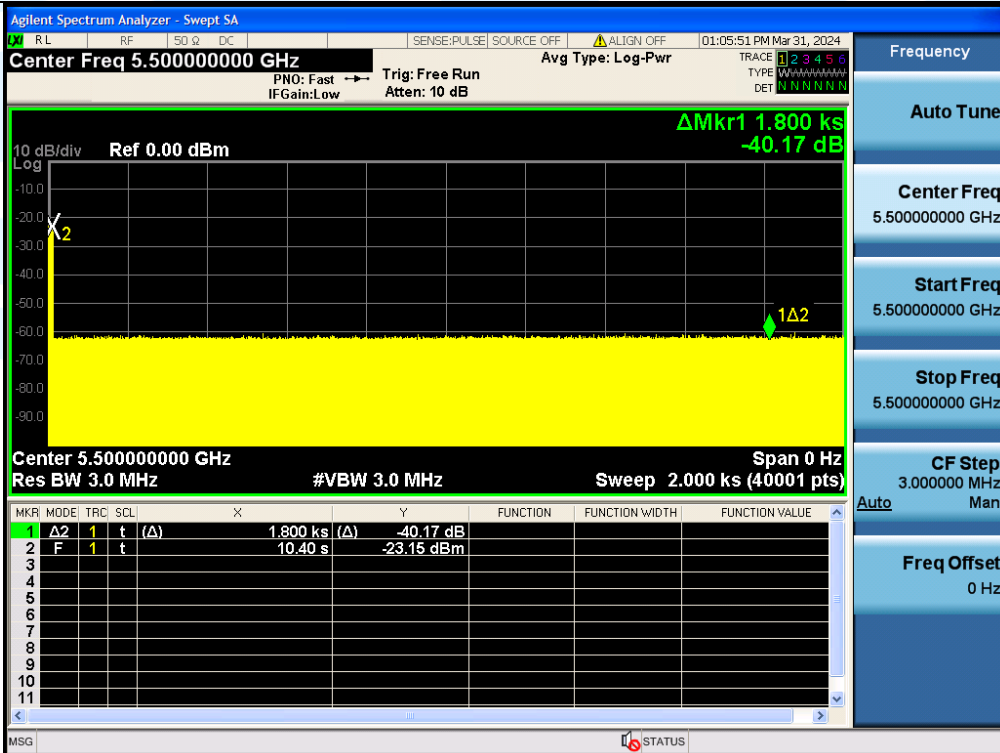 Agilent Spectrum Analyzer - Swept SA
LXI RL RF 50 Ω DC SENSE:PULSE SOURCE OFF ALIGN OFF 01:05:51 PM Mar 31, 2024
Center Freq 5.500000000 GHz
PNO: Fast
IFGain:Low
Trig: Free Run
Atten: 10 dB
Avg Type: Log-Pwr
TRACE 1 2 3 4 5 6
TYPE WWWWWW
DET N N N N N N
ΔMkr1 1.800 ks
-40.17 dB
10 dB/div Ref 0.00 dBm
Log
-10.0
-20.0
-30.0
-40.0
-50.0
-60.0
-70.0
-80.0
-90.0
2
1Δ2
Center 5.500000000 GHz Span 0 Hz
Res BW 3.0 MHz #VBW 3.0 MHz Sweep 2.000 ks (40001 pts)
MKR MODE TRC SCL X Y FUNCTION FUNCTION WIDTH FUNCTION VALUE
1 Δ2 1 t (Δ) 1.800 ks (Δ) -40.17 dB
2 F 1 t 10.40 s -23.15 dBm
3
4
5
6
7
8
9
10
11
MSG STATUS
Frequency
Auto Tune
Center Freq
5.500000000 GHz
Start Freq
5.500000000 GHz
Stop Freq
5.500000000 GHz
CF Step
3.000000 MHz
Auto Man
Freq Offset
0 Hz